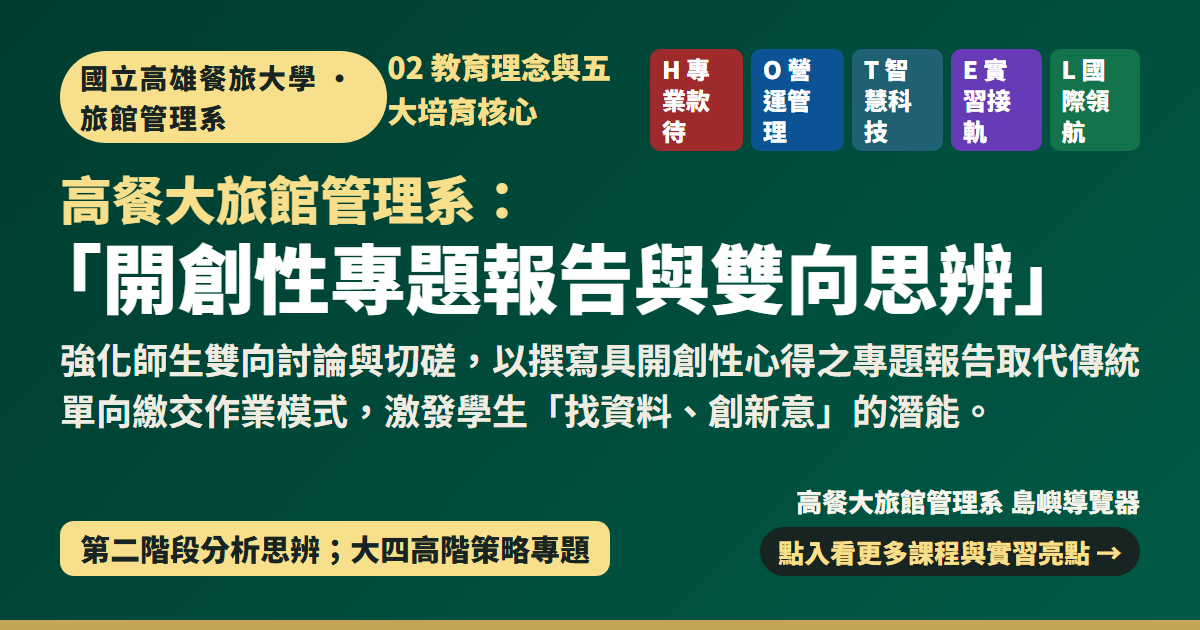 國立高雄餐旅大學 ·
旅館管理系
02 教育理念與五
大培育核心
H 專
業款
待
O 營
運管
理
T 智
慧科
技
E 實
習接
軌
L 國
際領
航
高餐大旅館管理系：
「開創性專題報告與雙向思辨」
強化師生雙向討論與切磋，以撰寫具開創性心得之專題報告取代傳統
單向繳交作業模式，激發學生「找資料、創新意」的潛能。
第二階段分析思辨；大四高階策略專題
高餐大旅館管理系 島嶼導覽器
點入看更多課程與實習亮點 →